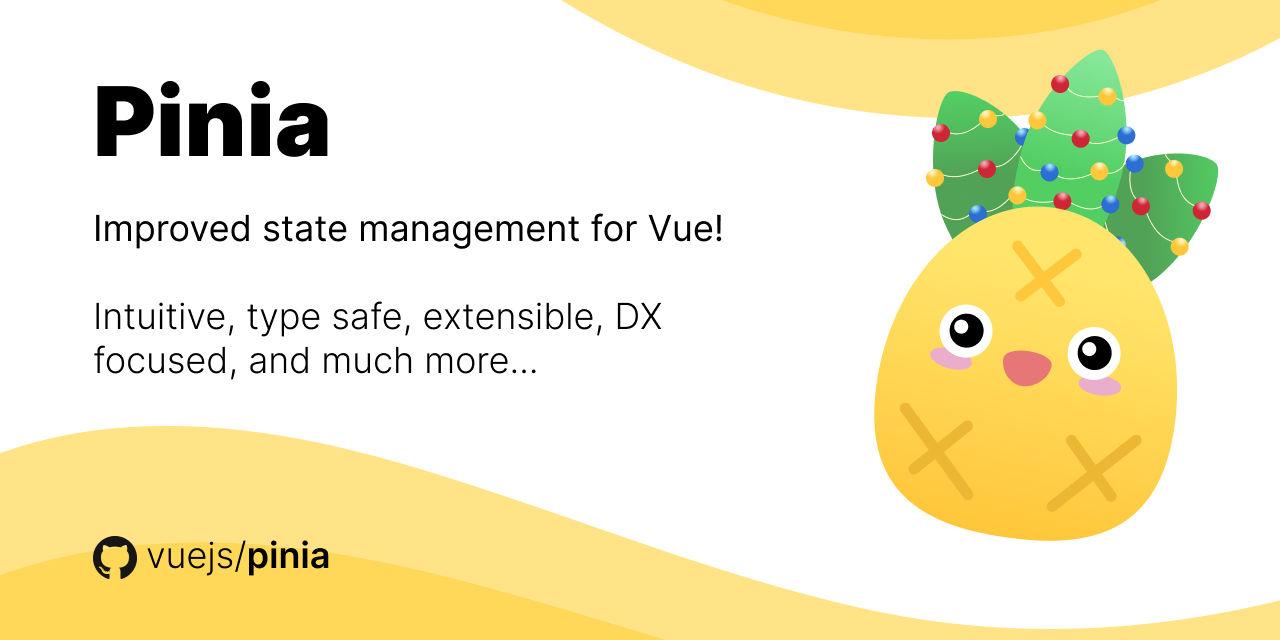 Pinia
Improved state management for Vue!
Intuitive, type safe, extensible, DX
focused, and much more...
vuejs/pinia